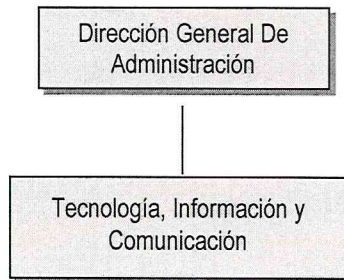 Dirección General De
Administración
Tecnología, Información y
Comunicación